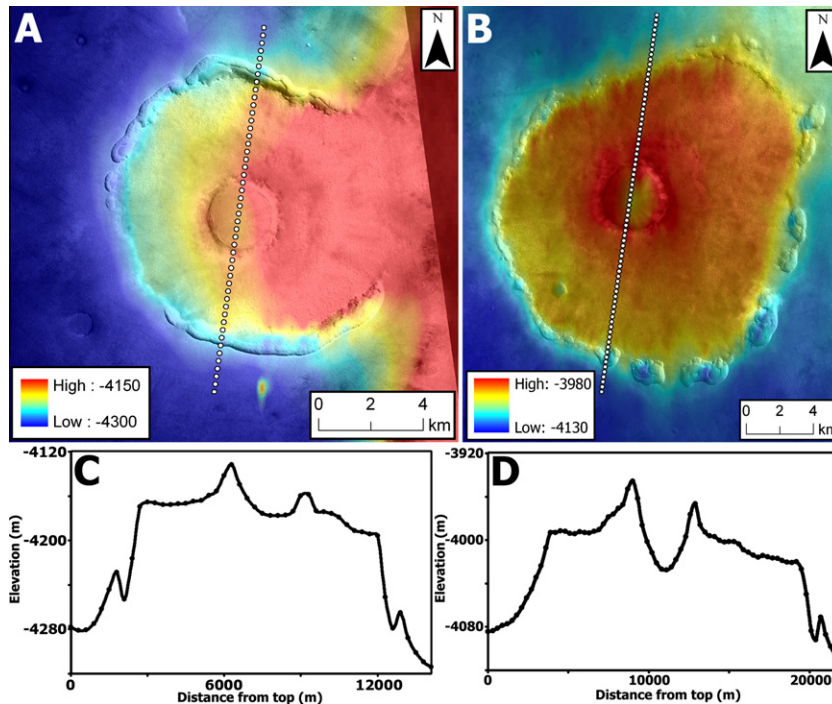 A
N
High : -4150
Low : -4300
0 2 4
km
B
N
High: -3980
Low: -4130
0 2 4
km
C
-4120
-4200
-4280
Elevation (m)
0 6000 12000
Distance from top (m)
D
-3920
-4000
-4080
Elevation (m)
0 10000 20000
Distance from top (m)